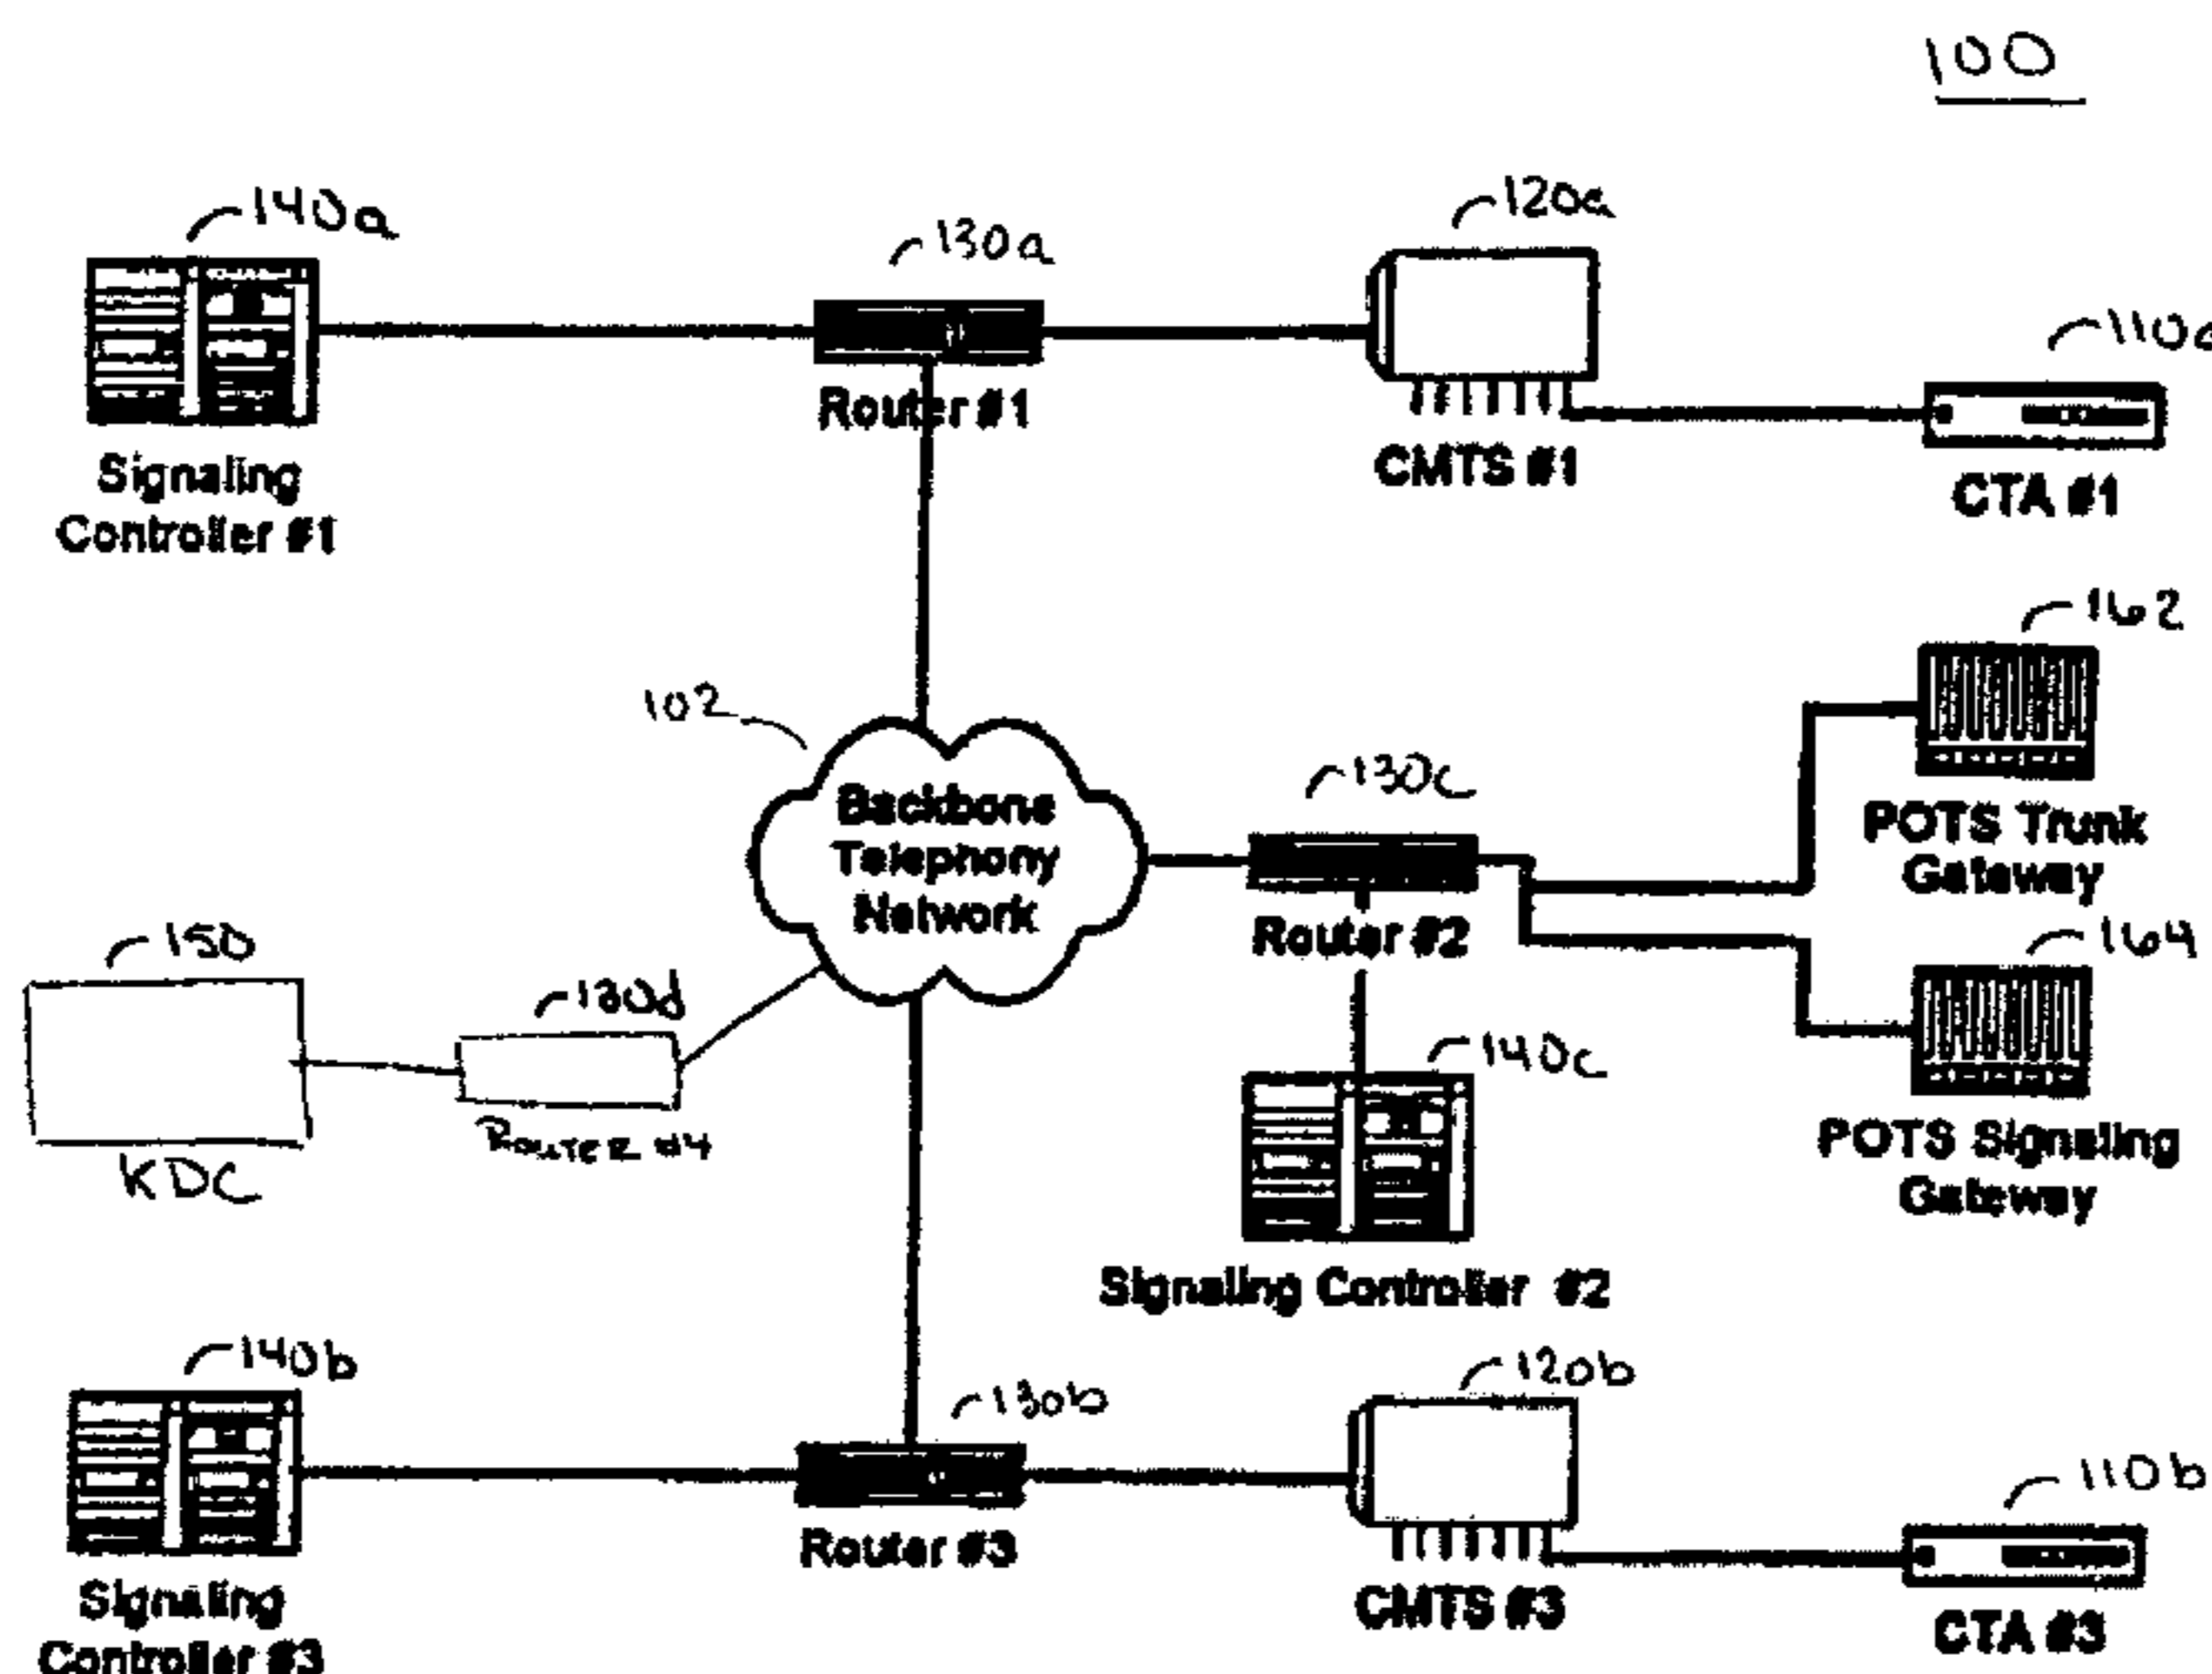 100
140a
130a
120a
110a
Router #1
Signaling
Controller #1
CMTS #1
CTA #1
162
102
130c
Backbone
Telephony
Network
POTS Trunk
Gateway
Router #2
150
130d
164
140c
Router #4
KDC
POTS Signaling
Gateway
Signaling Controller #2
140b
130b
120b
110b
Router #3
Signaling
Controller #3
CMTS #3
CTA #3